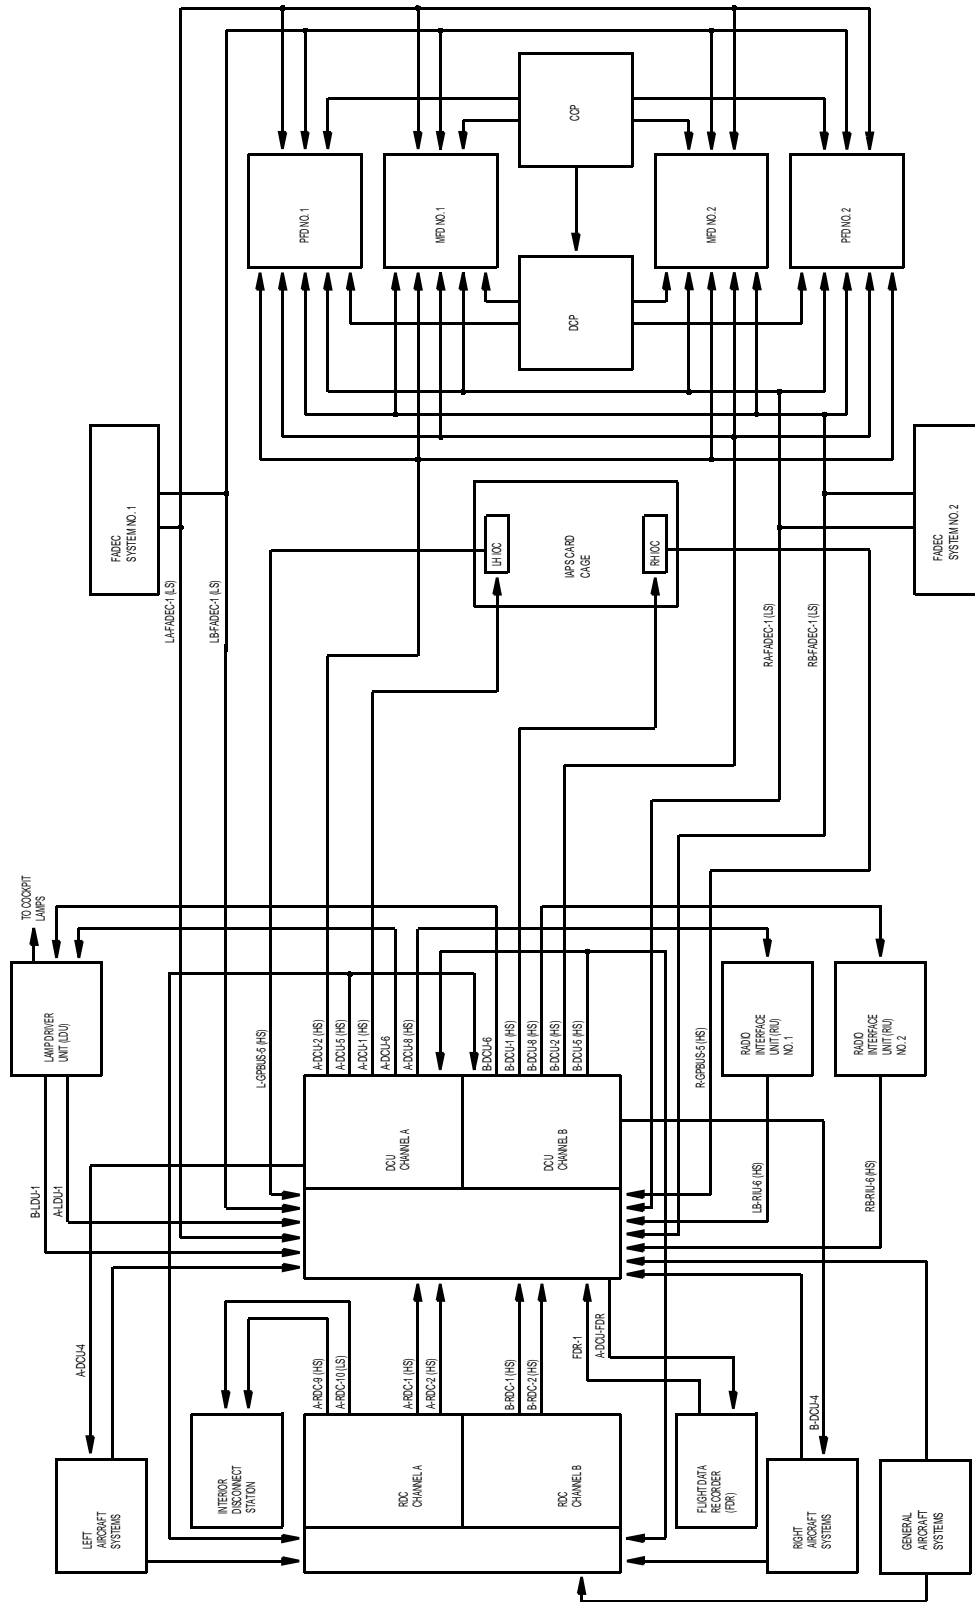 PFD NO. 1
MFD NO. 1
CCP
DCP
MFD NO. 2
PFD NO. 2
FADEC
SYSTEM NO. 1
LA-FADEC-1 (LS)
LB-FADEC-1 (LS)
LH IOC
IAPS CARD
CAGE
RH IOC
RA-FADEC-1 (LS)
RB-FADEC-1 (LS)
FADEC
SYSTEM NO. 2
TO COCKPIT
LAMPS
LAMP DRIVER
UNIT (LDU)
L-GPBUS-5 (HS)
A-DCU-2 (HS)
A-DCU-5 (HS)
A-DCU-1 (HS)
A-DCU-6
A-DCU-8 (HS)
B-DCU-6
B-DCU-1 (HS)
B-DCU-8 (HS)
B-DCU-2 (HS)
B-DCU-5 (HS)
R-GPBUS-5 (HS)
RADIO
INTERFACE
UNIT (RIU)
NO. 1
RADIO
INTERFACE
UNIT (RIU)
NO. 2
B-LDU-1
A-LDU-1
DCU
CHANNEL A
DCU
CHANNEL B
LB-RIU-6 (HS)
RB-RIU-6 (HS)
A-DCU-4
A-RDC-9 (HS)
A-RDC-10 (LS)
A-RDC-1 (HS)
A-RDC-2 (HS)
B-RDC-1 (HS)
B-RDC-2 (HS)
FDR-1
A-DCU-FDR
B-DCU-4
LEFT
AIRCRAFT
SYSTEMS
INTERIOR
DISCONNECT
STATION
RDC
CHANNEL A
RDC
CHANNEL B
FLIGHT DATA
RECORDER
(FDR)
RIGHT
AIRCRAFT
SYSTEMS
GENERAL
AIRCRAFT
SYSTEMS